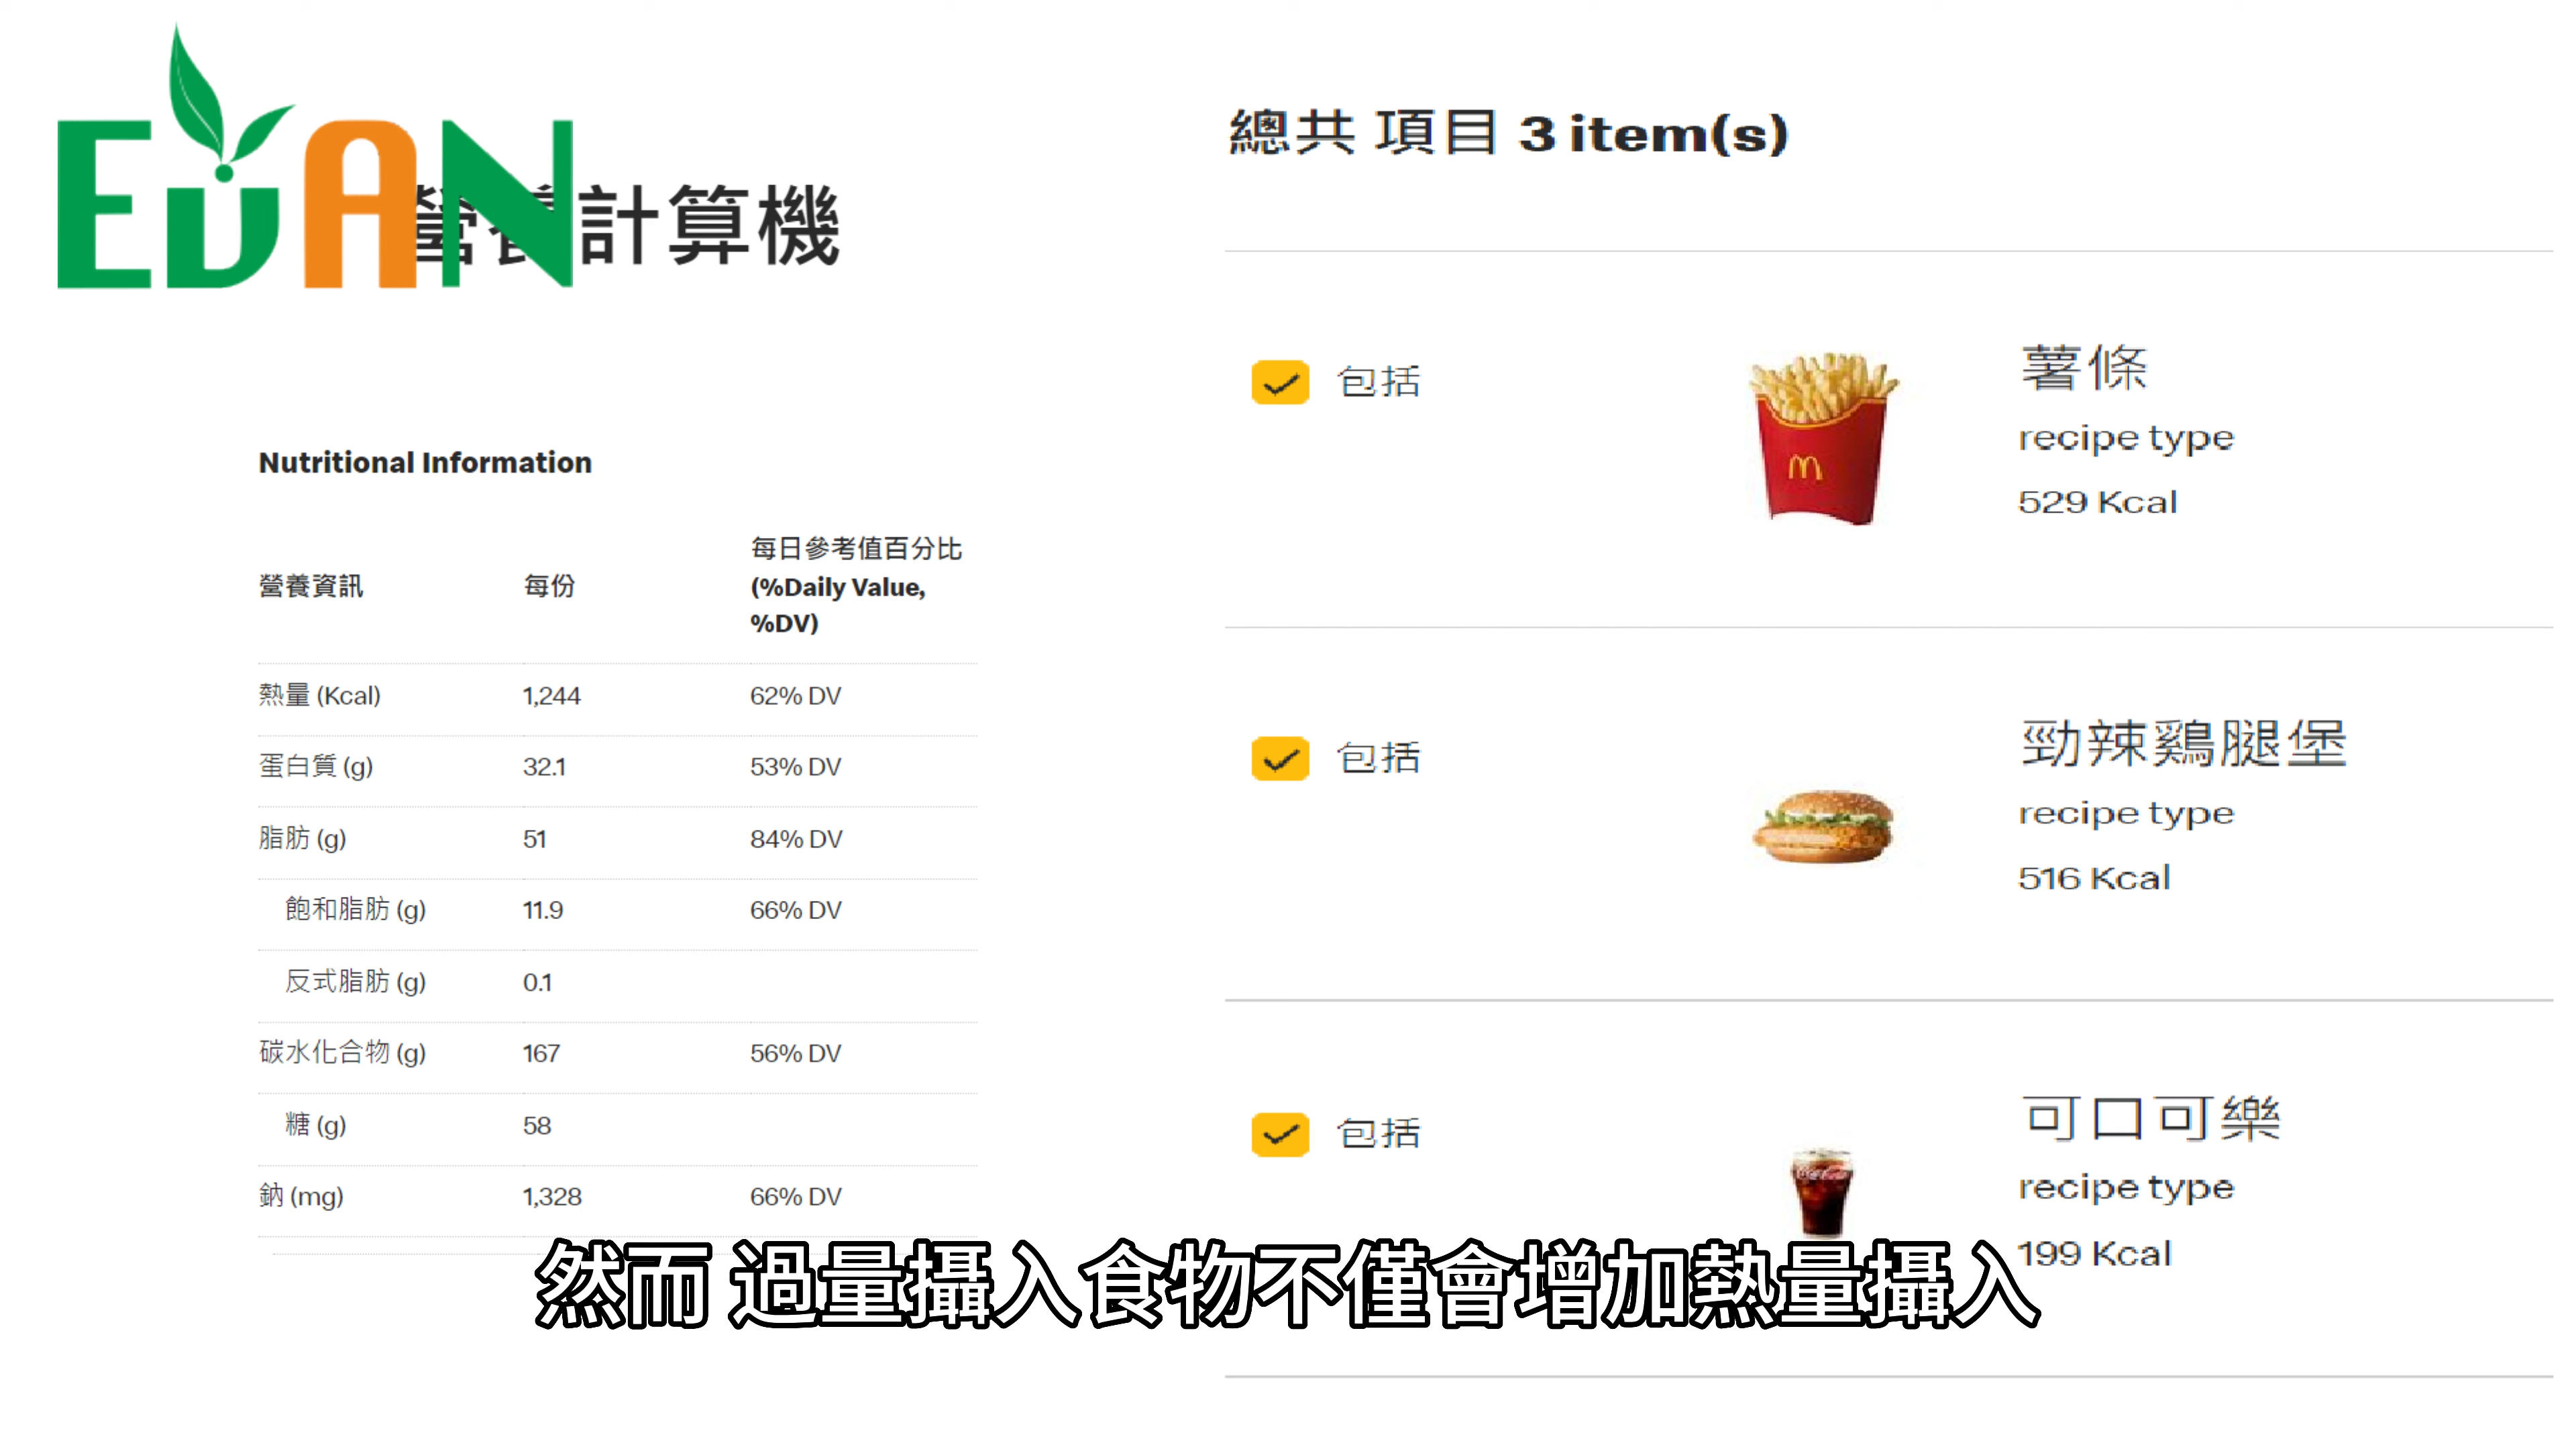 EVAN
營養計算機
Nutritional Information
營養資訊 每份 每日參考值百分比
(%Daily Value,
%DV)
熱量 (Kcal) 1,244 62% DV
蛋白質 (g) 32.1 53% DV
脂肪 (g) 51 84% DV
飽和脂肪 (g) 11.9 66% DV
反式脂肪 (g) 0.1
碳水化合物 (g) 167 56% DV
糖 (g) 58
鈉 (mg) 1,328 66% DV
總共 項目 3 item(s)
包括
薯條
recipe type
529 Kcal
包括
勁辣鷄腿堡
recipe type
516 Kcal
包括
可口可樂
recipe type
199 Kcal
然而 過量攝入食物不僅會增加熱量攝入